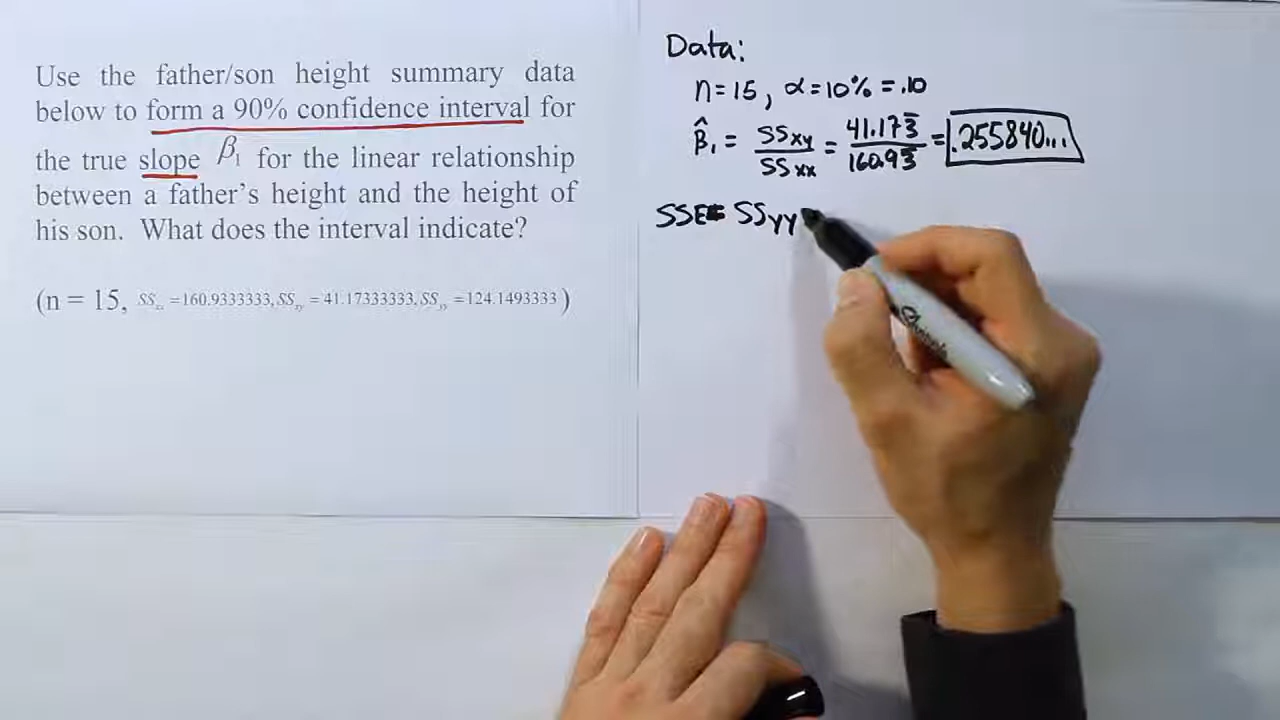 Use the father/son height summary data
below to form a 90% confidence interval for
the true slope β₁ for the linear relationship
between a father's height and the height of
his son. What does the interval indicate?
(n = 15, SSxx =160.9333333, SSxy = 41.17333333, SSyy =124.1493333 )
Data:
n=15, α=10% =.10
β̂₁ = SSxy/SSxx = 41.173̅/160.93̅ = .255840...
SSE= SSyy
Sharpie